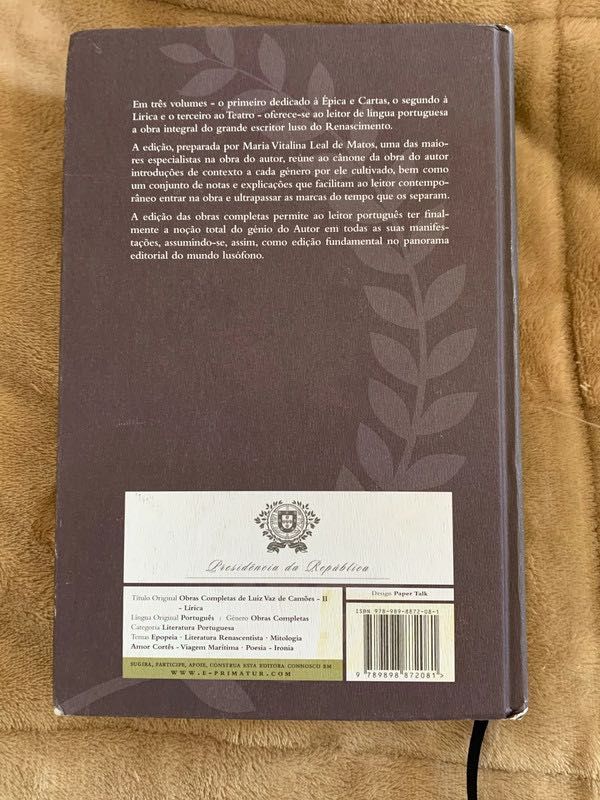 Em três volumes – o primeiro dedicado à Épica e Cartas, o segundo à
Lírica e o terceiro ao Teatro – oferece-se ao leitor de língua portuguesa
a obra integral do grande escritor luso do Renascimento.
A edição, preparada por Maria Vitalina Leal de Matos, uma das maio-
res especialistas na obra do autor, reúne ao cânone da obra do autor
introduções de contexto a cada género por ele cultivado, bem como
um conjunto de notas e explicações que facilitam ao leitor contempo-
râneo entrar na obra e ultrapassar as marcas do tempo que os separam.
A edição das obras completas permite ao leitor português ter final-
mente a noção total do génio do Autor em todas as suas manifes-
tações, assumindo-se, assim, como edição fundamental no panorama
editorial do mundo lusófono.
Presidência da República
Título Original Obras Completas de Luiz Vaz de Camões – II
– Lírica
Língua Original Português : Género Obras Completas
Categoria Literatura Portuguesa
Temas Epopeia · Literatura Renascentista · Mitologia
Amor Cortês · Viagem Marítima · Poesia · Ironia
SUGIRA, PARTICIPE, APOIE, CONSTRUA ESTA EDITORA CONNOSCO EM
WWW.E-PRIMATUR.COM
Design Paper Talk
ISBN 978-989-8872-08-1
9 789898 872081 >